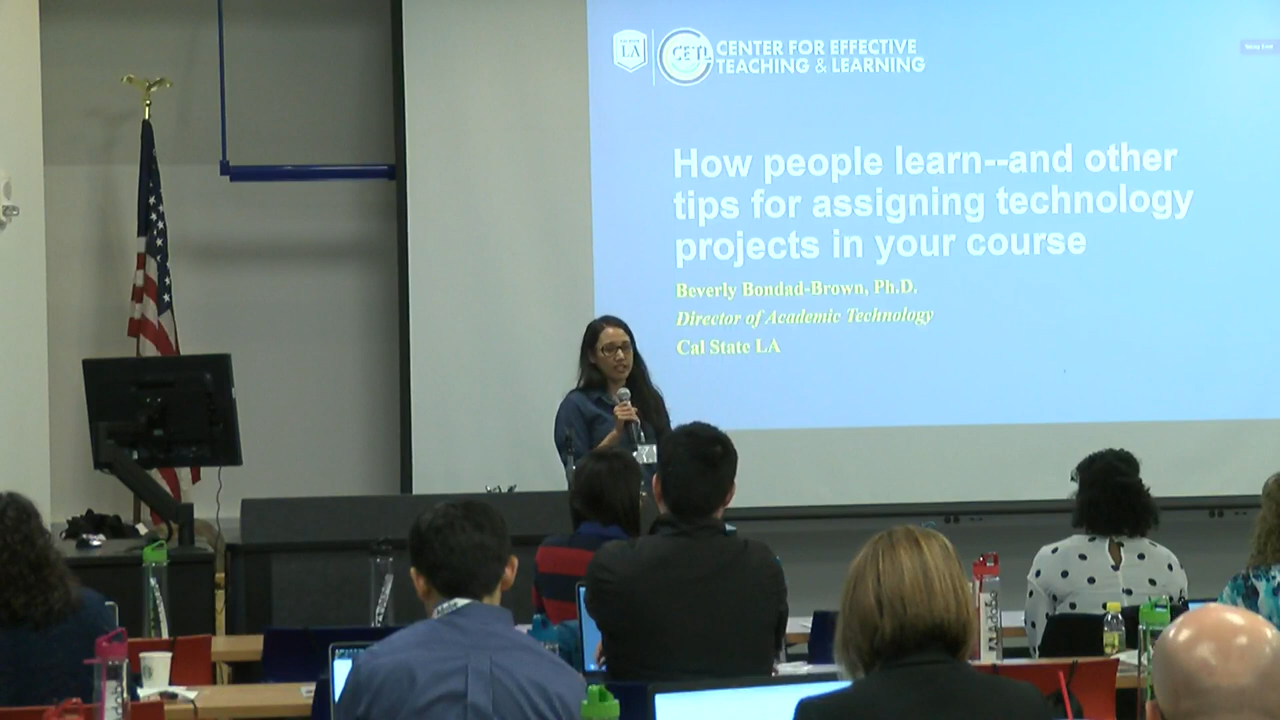 LA
CETL
CENTER FOR EFFECTIVE
TEACHING & LEARNING
How people learn--and other
tips for assigning technology
projects in your course
Beverly Bondad-Brown, Ph.D.
Director of Academic Technology
Cal State LA